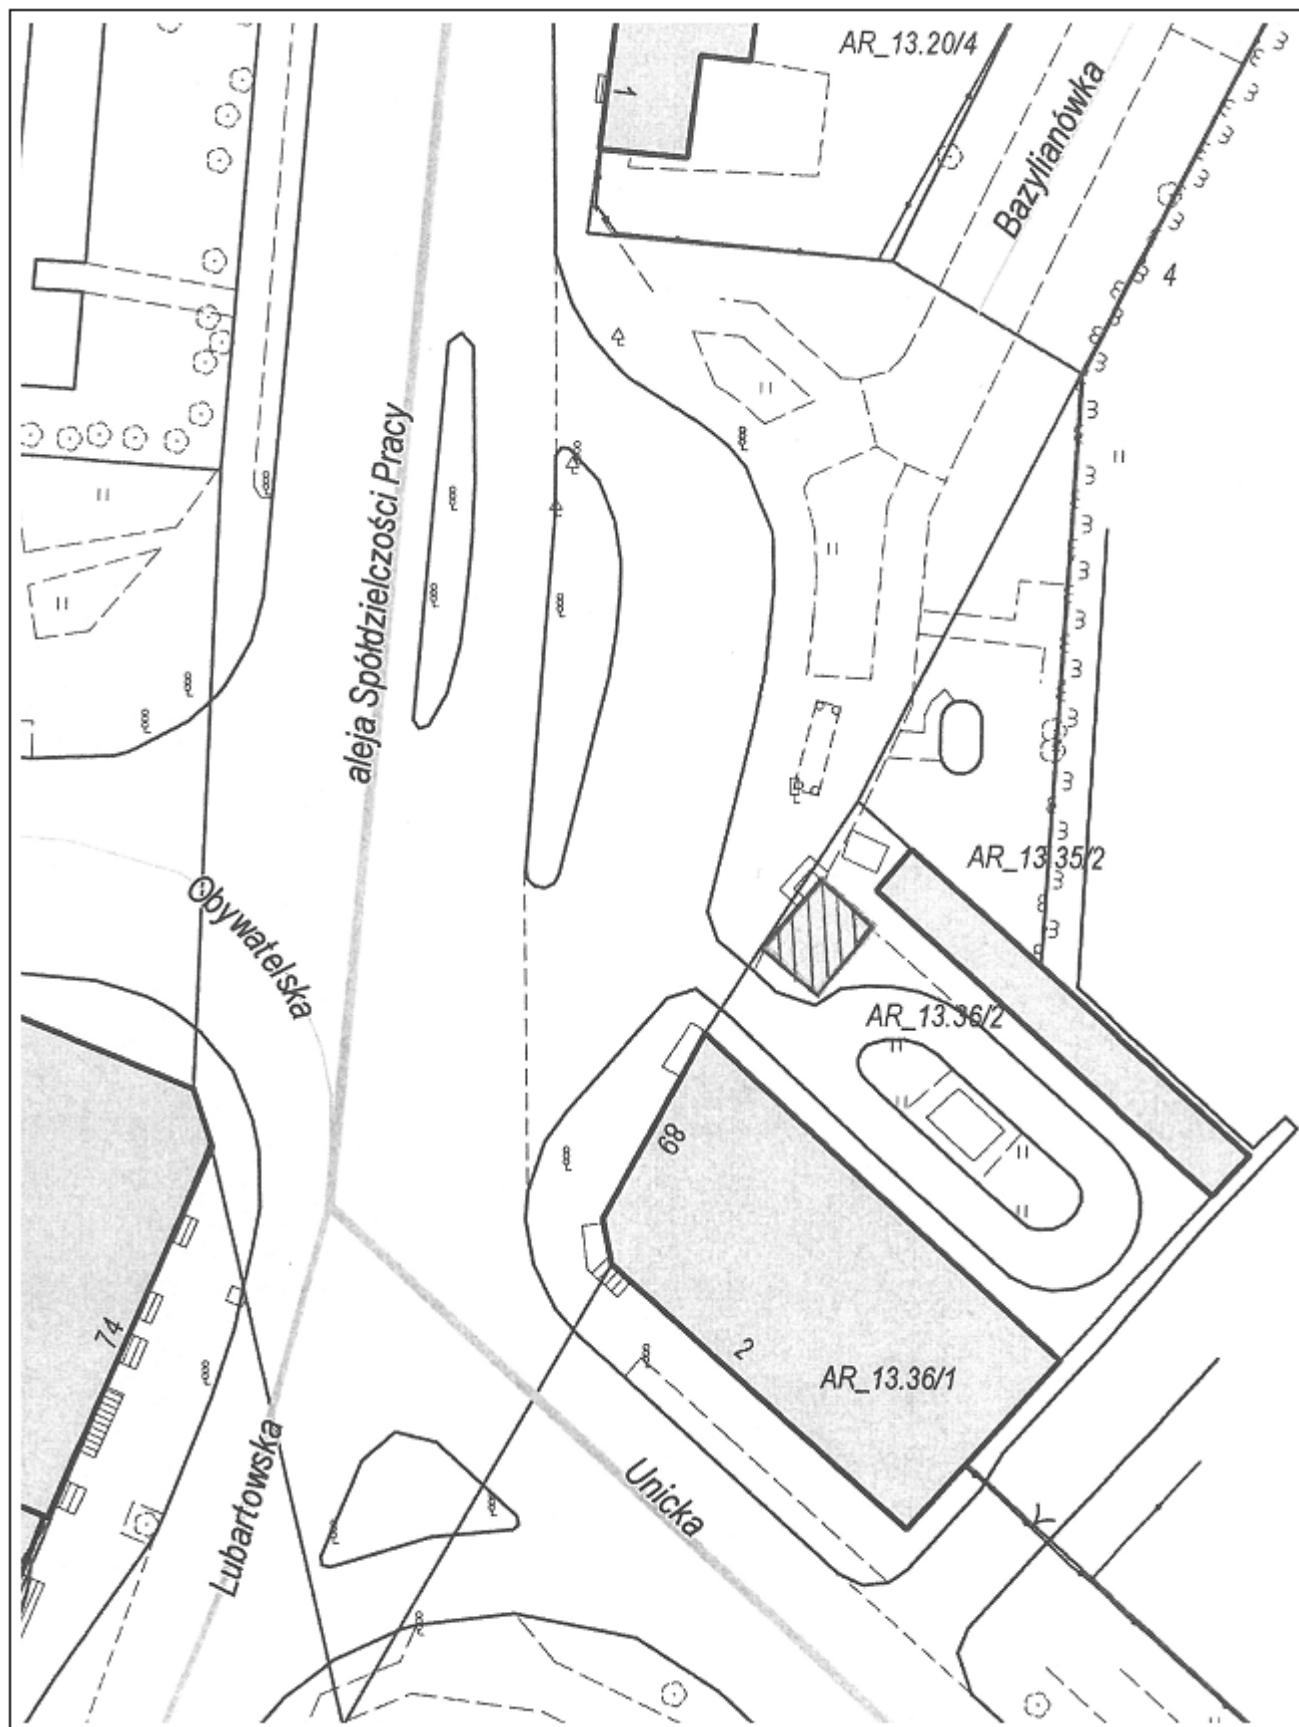 AR_13.20/4
1
Bazylianówka
4
aleja Spółdzielczości Pracy
AR_13.35/2
Obywatelska
AR_13.36/2
68
2
74
AR_13.36/1
Unicka
Lubartowska